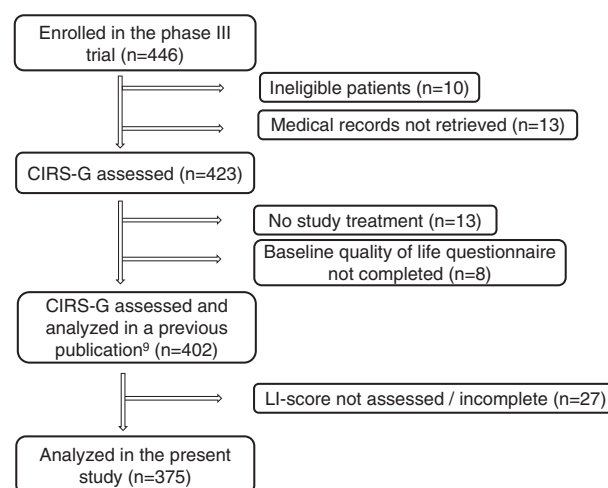 Enrolled in the phase III
trial (n=446)
Ineligible patients (n=10)
Medical records not retrieved (n=13)
CIRS-G assessed (n=423)
No study treatment (n=13)
Baseline quality of life questionnaire
not completed (n=8)
CIRS-G assessed and
analyzed in a previous
publication⁹ (n=402)
LI-score not assessed / incomplete (n=27)
Analyzed in the present
study (n=375)